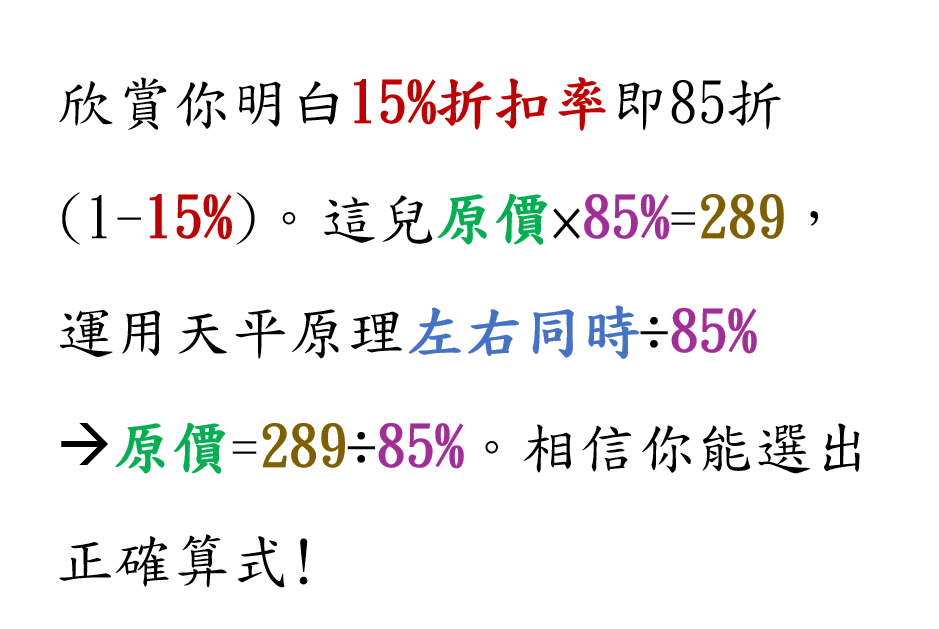 欣賞你明白15%折扣率即85折
(1-15%)。這兒原價×85%=289，
運用天平原理左右同時÷85%
→原價=289÷85%。相信你能選出
正確算式!